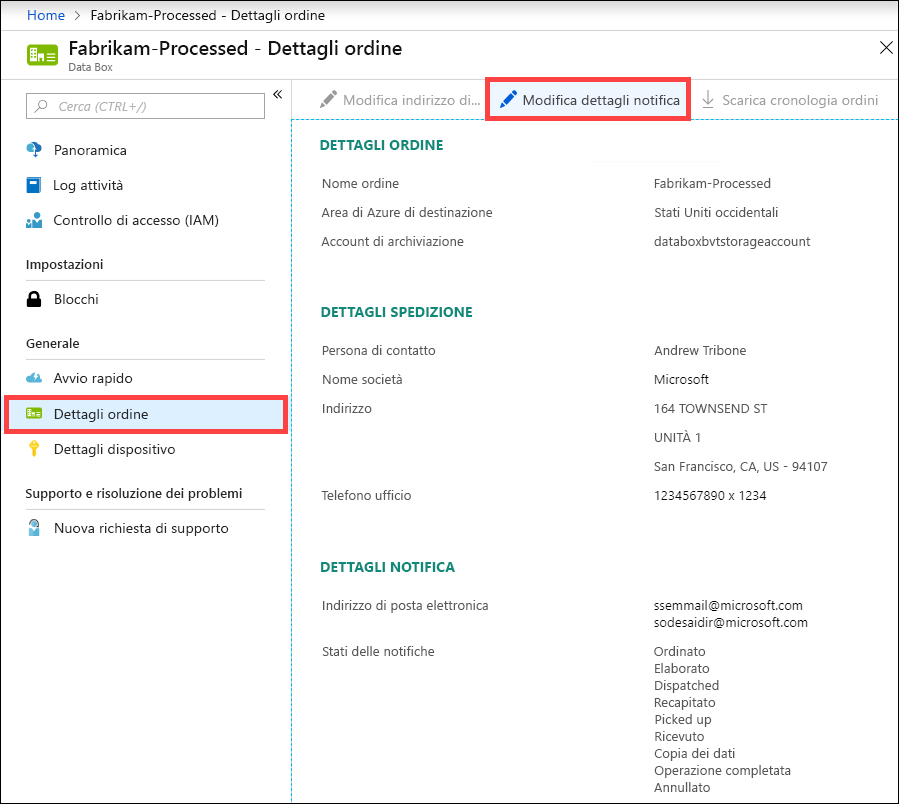 Home > Fabrikam-Processed - Dettagli ordine
Fabrikam-Processed - Dettagli ordine
Data Box
Cerca (CTRL+/)
Panoramica
Log attività
Controllo di accesso (IAM)
Impostazioni
Blocchi
Generale
Avvio rapido
Dettagli ordine
Dettagli dispositivo
Supporto e risoluzione dei problemi
Nuova richiesta di supporto
Modifica indirizzo di... Modifica dettagli notifica Scarica cronologia ordini
DETTAGLI ORDINE
Nome ordine Fabrikam-Processed
Area di Azure di destinazione Stati Uniti occidentali
Account di archiviazione databoxbvtstorageaccount
DETTAGLI SPEDIZIONE
Persona di contatto Andrew Tribone
Nome società Microsoft
Indirizzo 164 TOWNSEND ST
UNITÀ 1
San Francisco, CA, US - 94107
Telefono ufficio 1234567890 x 1234
DETTAGLI NOTIFICA
Indirizzo di posta elettronica ssemmail@microsoft.com
sodesaidir@microsoft.com
Stati delle notifiche Ordinato
Elaborato
Dispatched
Recapitato
Picked up
Ricevuto
Copia dei dati
Operazione completata
Annullato